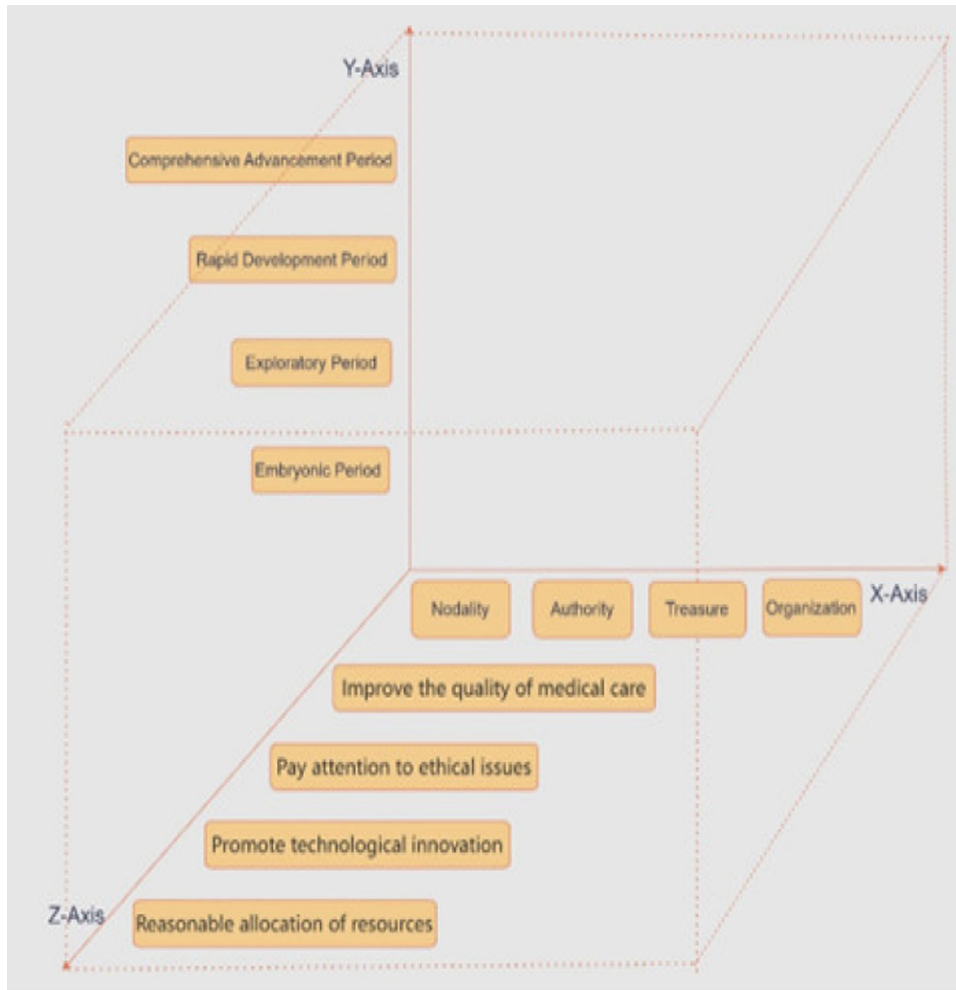 Y-Axis
Comprehensive Advancement Period
Rapid Development Period
Exploratory Period
Embryonic Period
X-Axis
Nodality
Authority
Treasure
Organization
Improve the quality of medical care
Pay attention to ethical issues
Promote technological innovation
Z-Axis
Reasonable allocation of resources